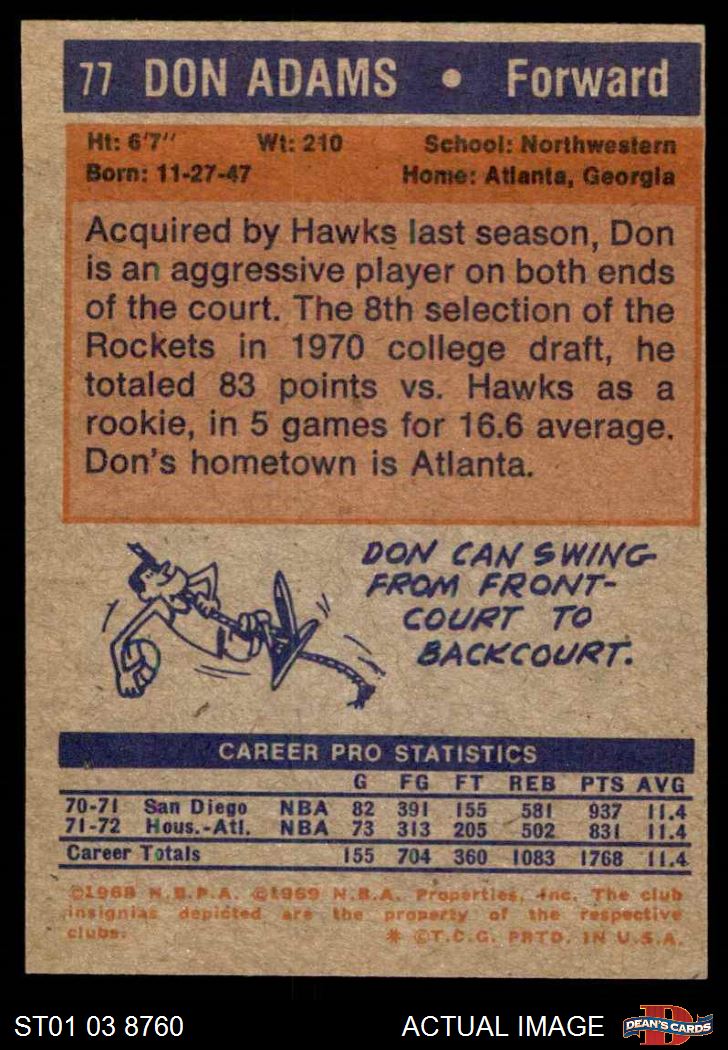 77 DON ADAMS • Forward
Ht: 6'7" Wt: 210 School: Northwestern
Born: 11-27-47 Home: Atlanta, Georgia
Acquired by Hawks last season, Don
is an aggressive player on both ends
of the court. The 8th selection of the
Rockets in 1970 college draft, he
totaled 83 points vs. Hawks as a
rookie, in 5 games for 16.6 average.
Don's hometown is Atlanta.
DON CAN SWING
FROM FRONT-
COURT TO
BACKCOURT.
CAREER PRO STATISTICS
G FG FT REB PTS AVG
70-71 San Diego NBA 82 391 155 581 937 11.4
71-72 Hous.-Atl. NBA 73 313 205 502 831 11.4
Career Totals 155 704 360 1083 1768 11.4
©1968 N.B.P.A. ©1969 N.B.A. Properties, Inc. The club
insignias depicted are the property of the respective
clubs. * ©T.C.G. PRTD. IN U.S.A.
ST01 03 8760 ACTUAL IMAGE D DEAN'S CARDS